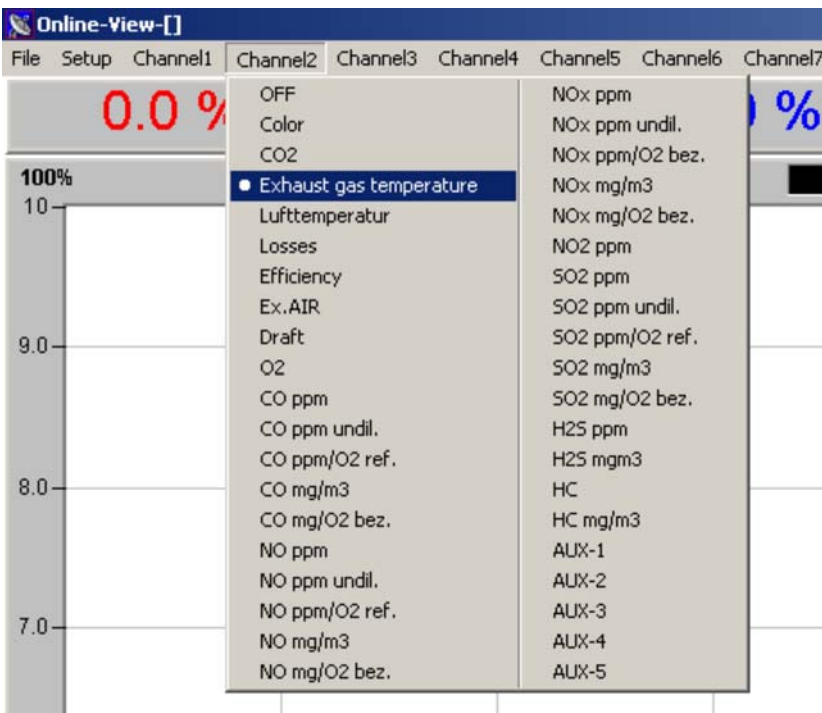 Online-View-[]
File Setup Channel1 Channel2 Channel3 Channel4 Channel5 Channel6 Channel7
0.0 %
%
100%
10
9.0
8.0
7.0
OFF
Color
CO2
Exhaust gas temperature
Lufttemperatur
Losses
Efficiency
Ex.AIR
Draft
O2
CO ppm
CO ppm undil.
CO ppm/O2 ref.
CO mg/m3
CO mg/O2 bez.
NO ppm
NO ppm undil.
NO ppm/O2 ref.
NO mg/m3
NO mg/O2 bez.
NOx ppm
NOx ppm undil.
NOx ppm/O2 bez.
NOx mg/m3
NOx mg/O2 bez.
NO2 ppm
SO2 ppm
SO2 ppm undil.
SO2 ppm/O2 ref.
SO2 mg/m3
SO2 mg/O2 bez.
H2S ppm
H2S mgm3
HC
HC mg/m3
AUX-1
AUX-2
AUX-3
AUX-4
AUX-5